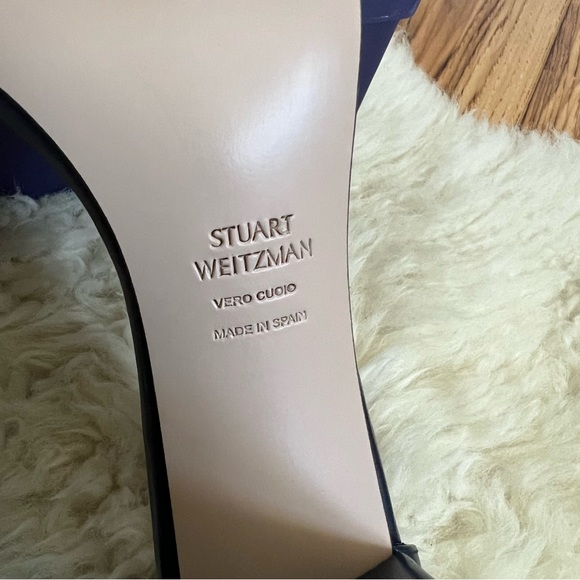 STUART
WEITZMAN
VERO CUOIO
MADE IN SPAIN